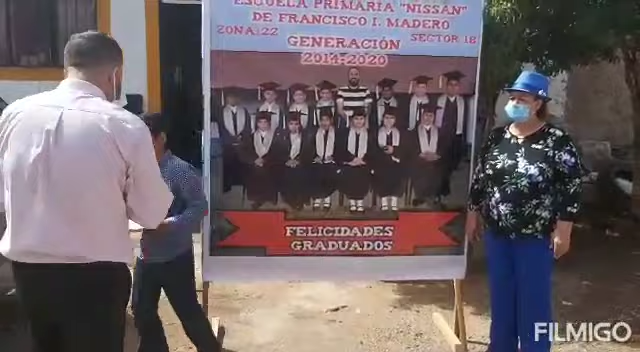 ESCUELA PRIMARIA "NISSAN"
DE FRANCISCO I. MADERO
ZONA: 22 SECTOR 18
GENERACIÓN
2014-2020
FELICIDADES
GRADUADOS
FILMIGO